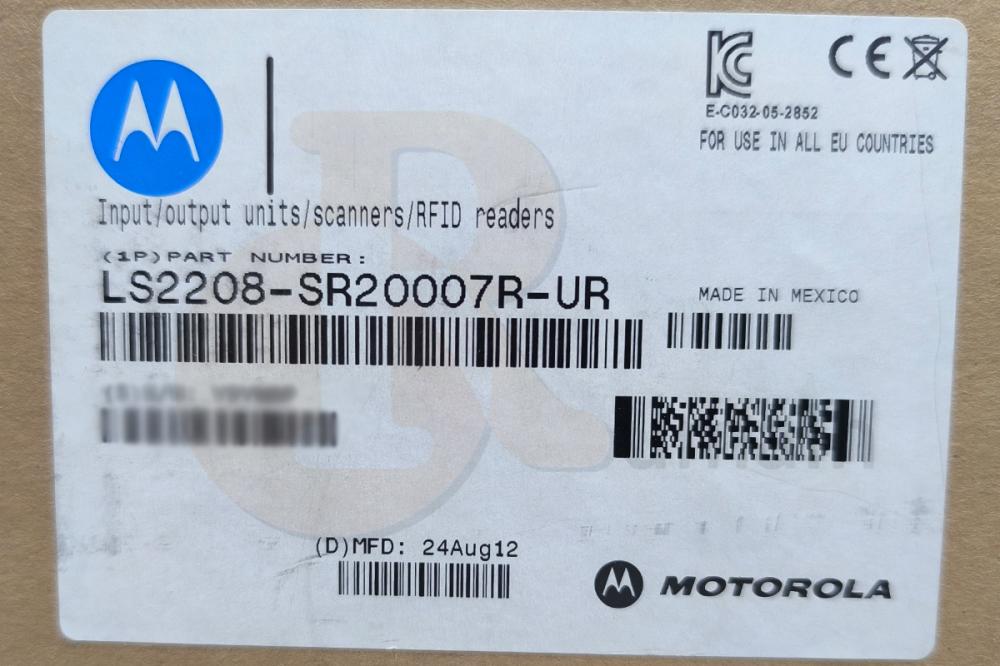 E-C032-05-2852
FOR USE IN ALL EU COUNTRIES
Input/output units/scanners/RFID readers
(1P)PART NUMBER:
LS2208-SR20007R-UR
MADE IN MEXICO
(D)MFD: 24Aug12
MOTOROLA